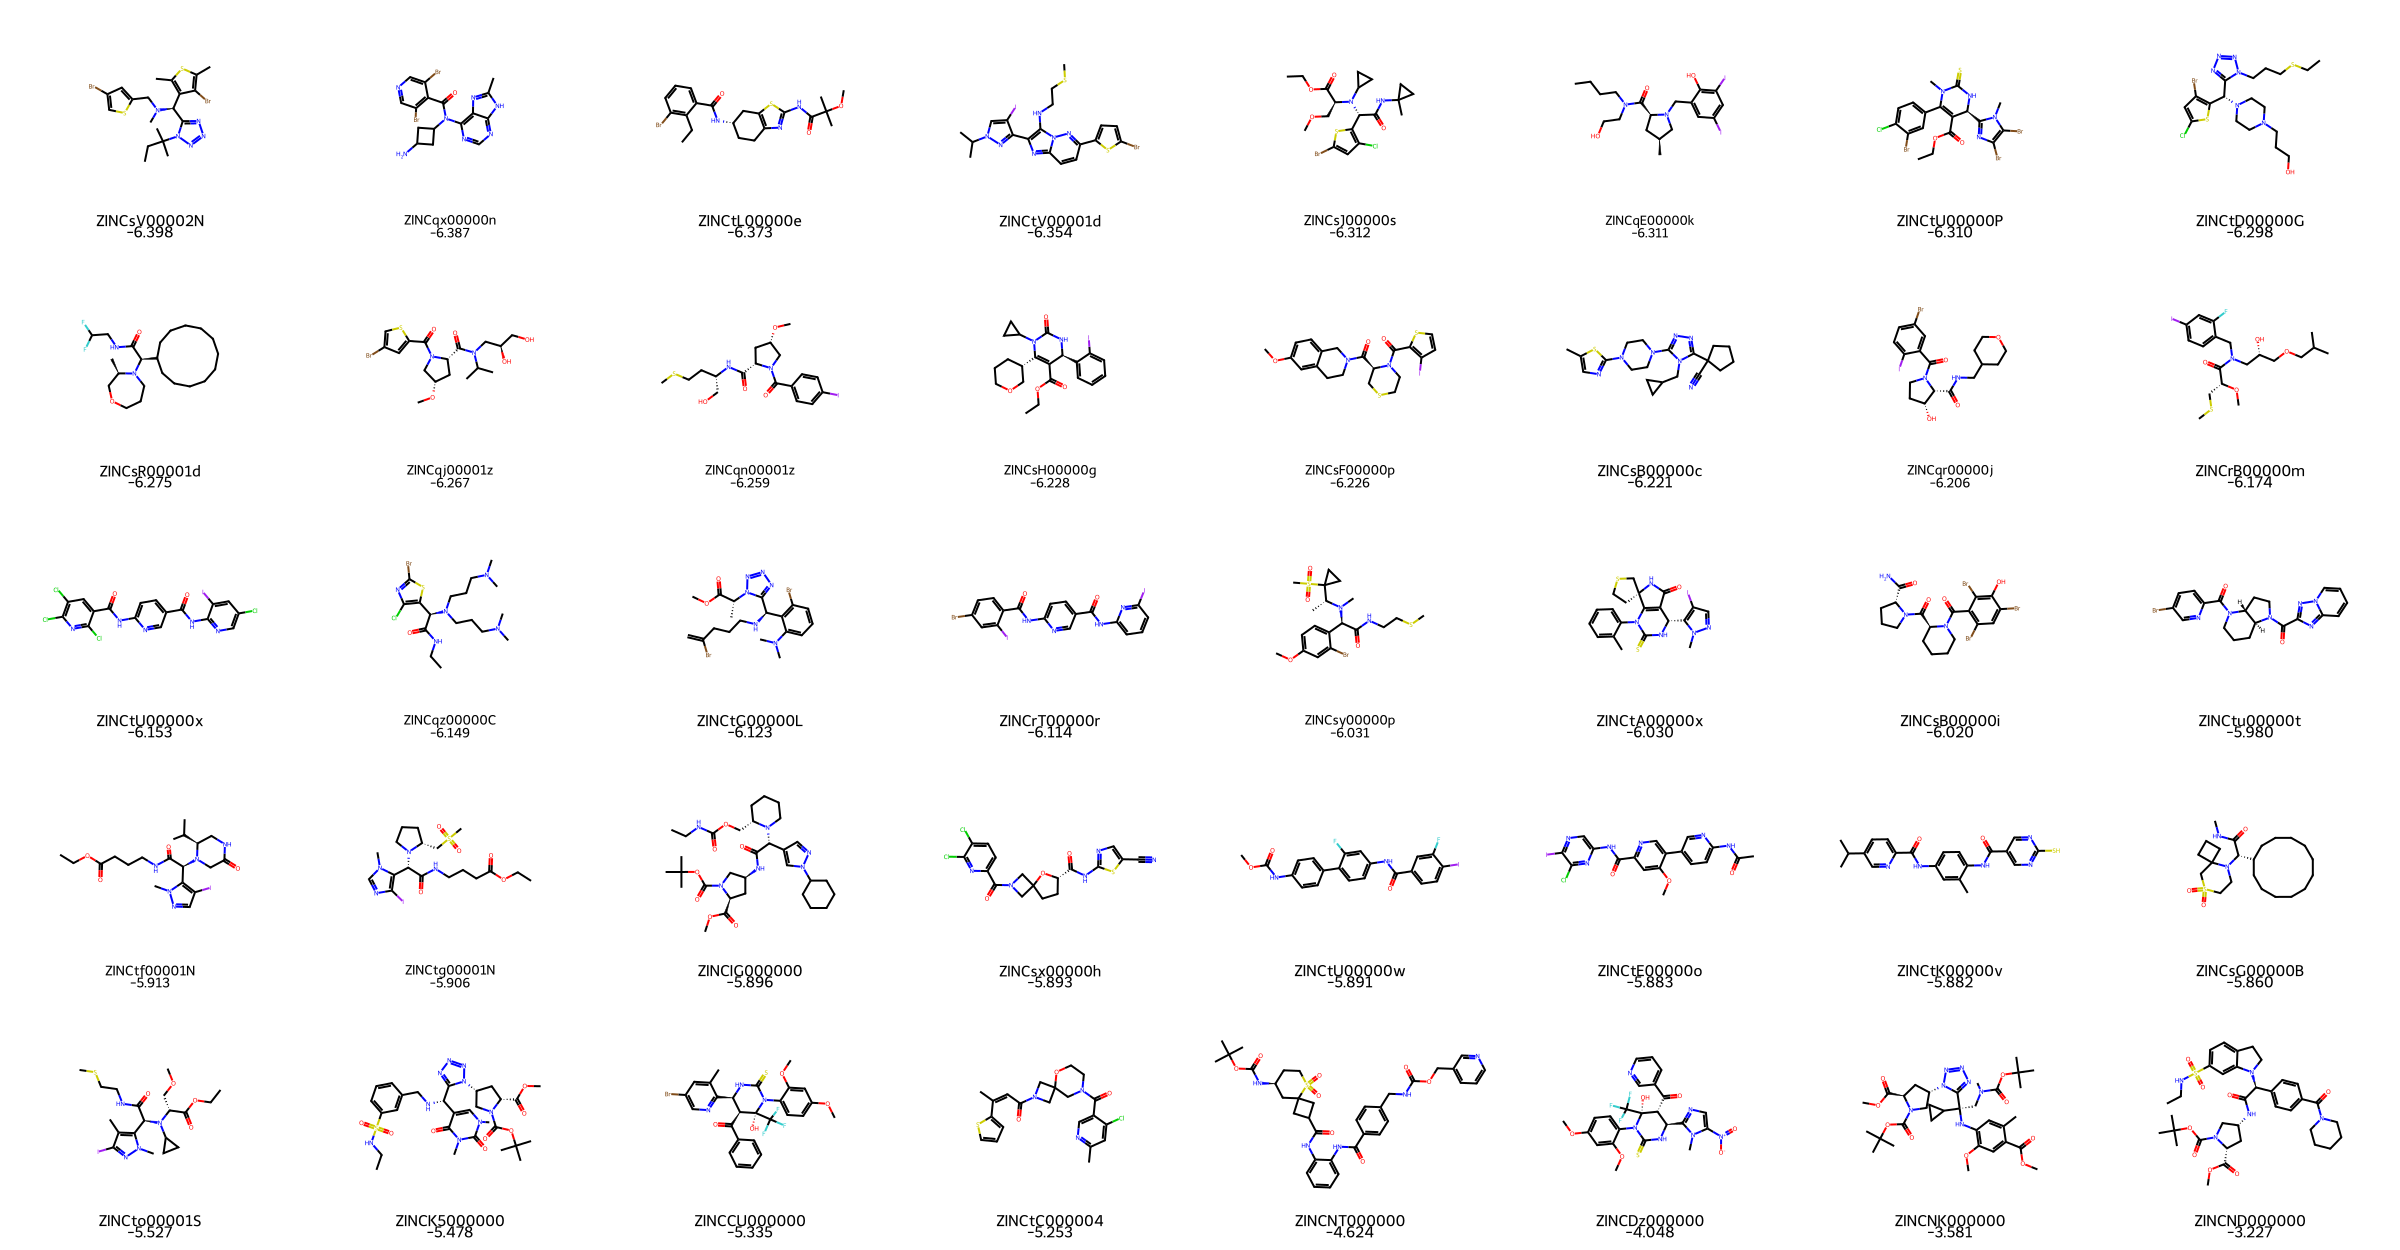 ZINCsV00002N ZINCqx00000n ZINCtL00000e ZINCtV00001d ZINCsJ00000s ZINCqE00000k ZINCtU00000P ZINCtD00000G
-6.398 -6.387 -6.373 -6.354 -6.312 -6.311 -6.310 -6.298
ZINCsR00001d ZINCqj00001z ZINCqn00001z ZINCsH00000g ZINCsF00000p ZINCsB00000c ZINCqr00000j ZINCrB00000m
-6.275 -6.267 -6.259 -6.228 -6.226 -6.221 -6.206 -6.174
ZINCtU00000x ZINCqz00000C ZINCtG00000L ZINCrT00000r ZINCsy00000p ZINCtA00000x ZINCsB00000i ZINCtu00000t
-6.153 -6.149 -6.123 -6.114 -6.031 -6.030 -6.020 -5.980
ZINCtf00001N ZINCtg00001N ZINClG000000 ZINCsx00000h ZINCtU00000w ZINCtE00000o ZINCtK00000v ZINCsG00000B
-5.913 -5.906 -5.896 -5.893 -5.891 -5.883 -5.882 -5.860
ZINCto00001S ZINCK5000000 ZINCCU000000 ZINCtC000004 ZINCNT000000 ZINCDz000000 ZINCNK000000 ZINCND000000
-5.527 -5.478 -5.335 -5.253 -4.624 -4.048 -3.581 -3.227